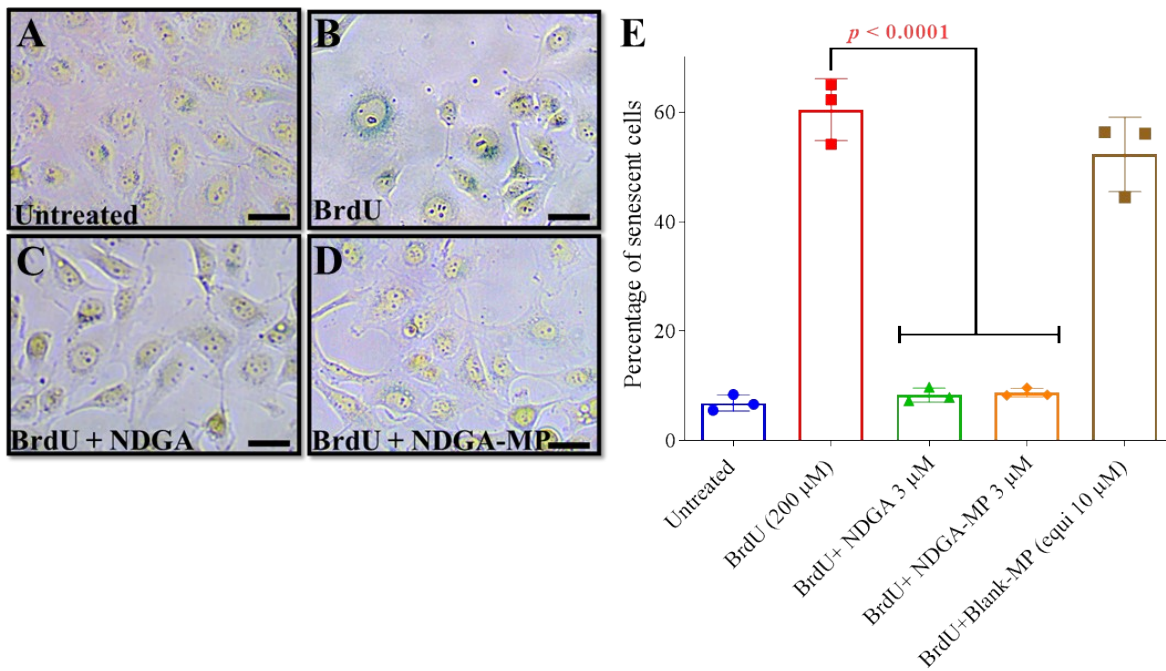 A
Untreated
B
BrdU
C
BrdU + NDGA
D
BrdU + NDGA-MP
E
p < 0.0001
Percentage of senescent cells
60
40
20
0
Untreated
BrdU (200 μM)
BrdU+ NDGA 3 μM
BrdU+ NDGA-MP 3 μM
BrdU+Blank-MP (equi 10 μM)